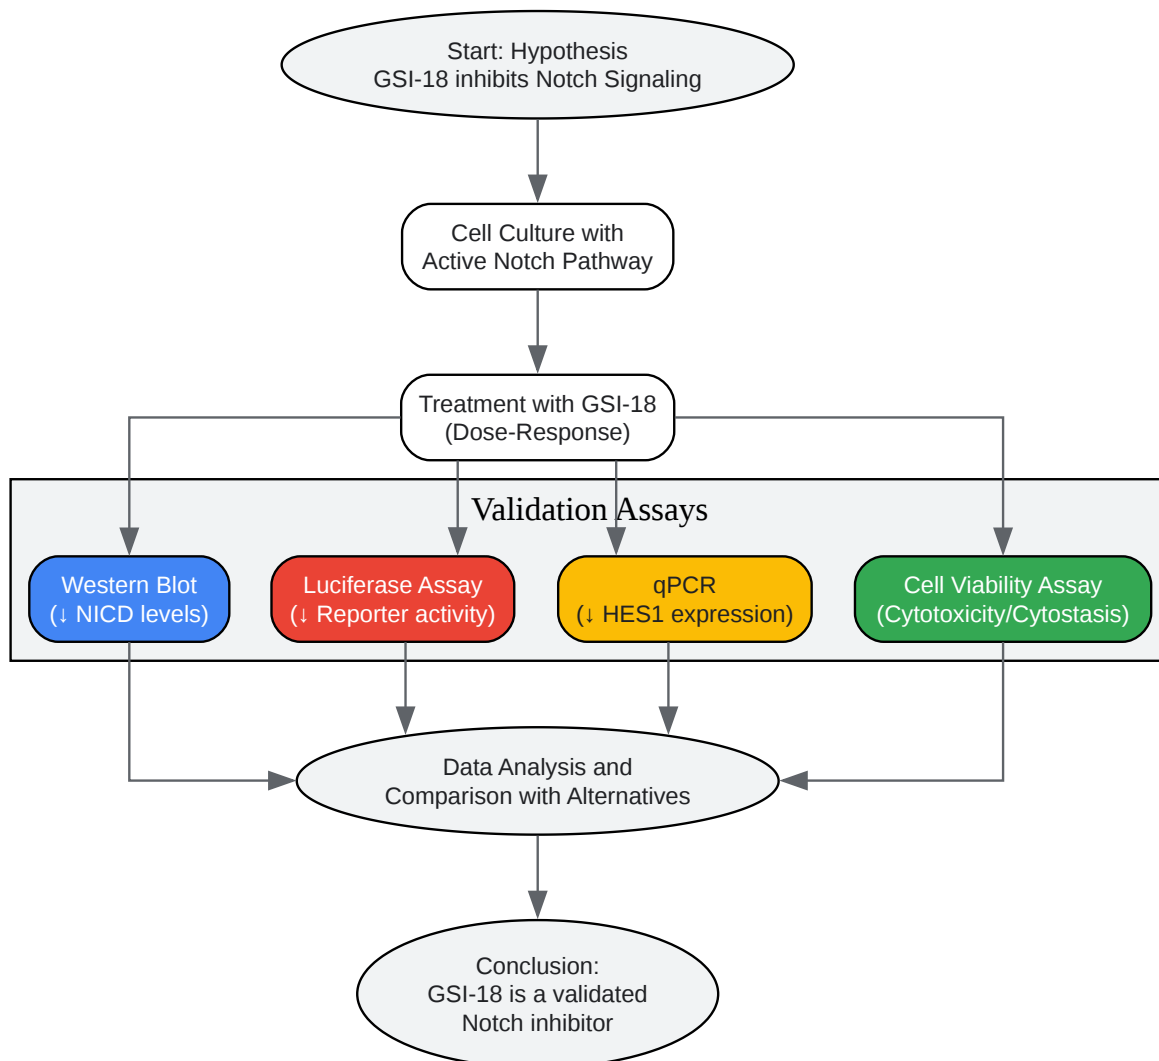 Start: Hypothesis
GSI-18 inhibits Notch Signaling
Cell Culture with
Active Notch Pathway
Treatment with GSI-18
(Dose-Response)
Validation Assays
Western Blot
(↓ NICD levels)
Luciferase Assay
(↓ Reporter activity)
qPCR
(↓ HES1 expression)
Cell Viability Assay
(Cytotoxicity/Cytostasis)
Data Analysis and
Comparison with Alternatives
Conclusion:
GSI-18 is a validated
Notch inhibitor